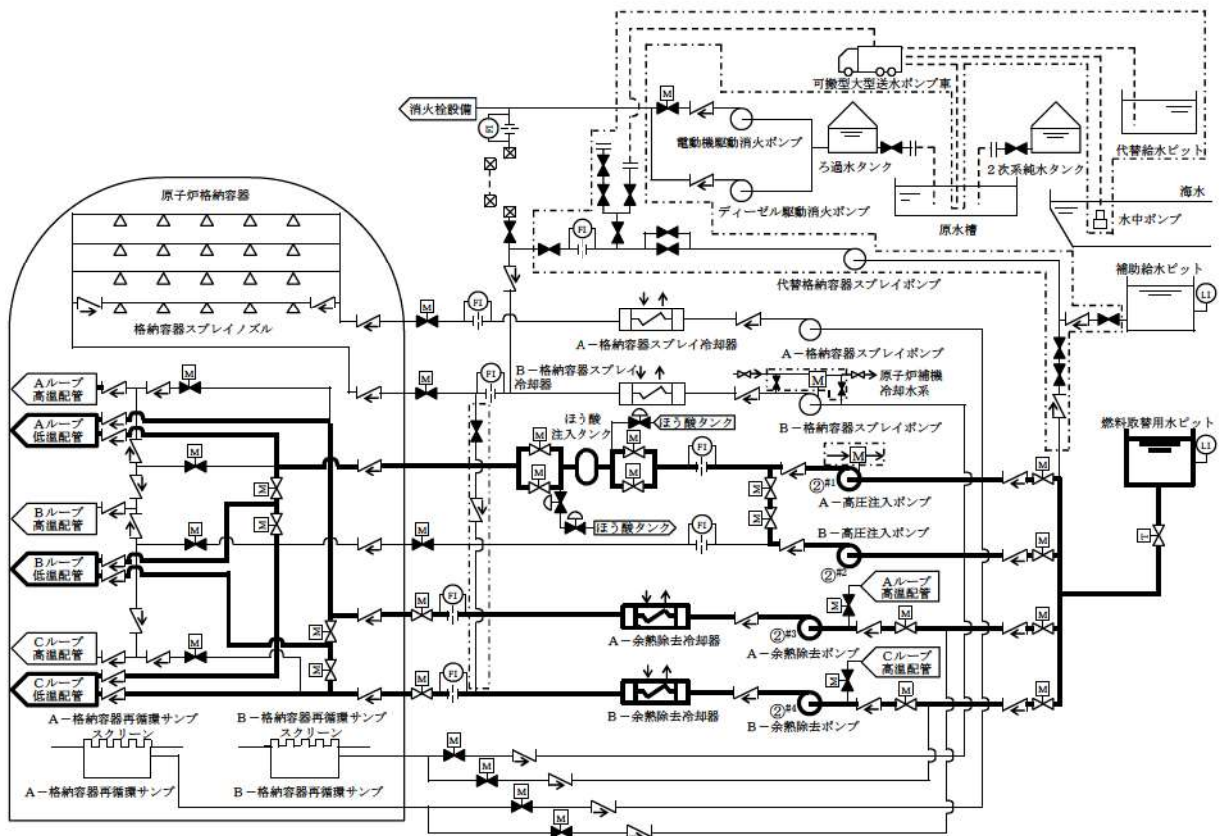 可搬型大型送水ポンプ車
消火栓設備
M
FI
電動機駆動消火ポンプ
ろ過水タンク
2次系純水タンク
代替給水ピット
海水
ディーゼル駆動消火ポンプ
原水槽
水中ポンプ
原子炉格納容器
FI
代替格納容器スプレイポンプ
補助給水ピット
LI
M
FI
格納容器スプレイノズル
A-格納容器スプレイ冷却器
A-格納容器スプレイポンプ
B-格納容器スプレイ
冷却器
M
FI
M
原子炉補機
冷却水系
Aループ
高温配管
M
ほう酸
注入タンク
ほう酸タンク
B-格納容器スプレイポンプ
燃料取替用水ピット
LI
Aループ
低温配管
M
M
FI
M
M
②#1
A-高圧注入ポンプ
M
M
M
M
ほう酸タンク
M
M
I
Bループ
高温配管
M
M
FI
B-高圧注入ポンプ
M
Bループ
低温配管
②#2
Aループ
高温配管
M
FI
M
M
M
M
A-余熱除去冷却器
②#3
A-余熱除去ポンプ
Cループ
高温配管
M
M
Cループ
高温配管
M
FI
M
M
M
Cループ
低温配管
B-余熱除去冷却器
②#4
B-余熱除去ポンプ
A-格納容器再循環サンプ
スクリーン
B-格納容器再循環サンプ
スクリーン
M
M
A-格納容器再循環サンプ
B-格納容器再循環サンプ
M
M